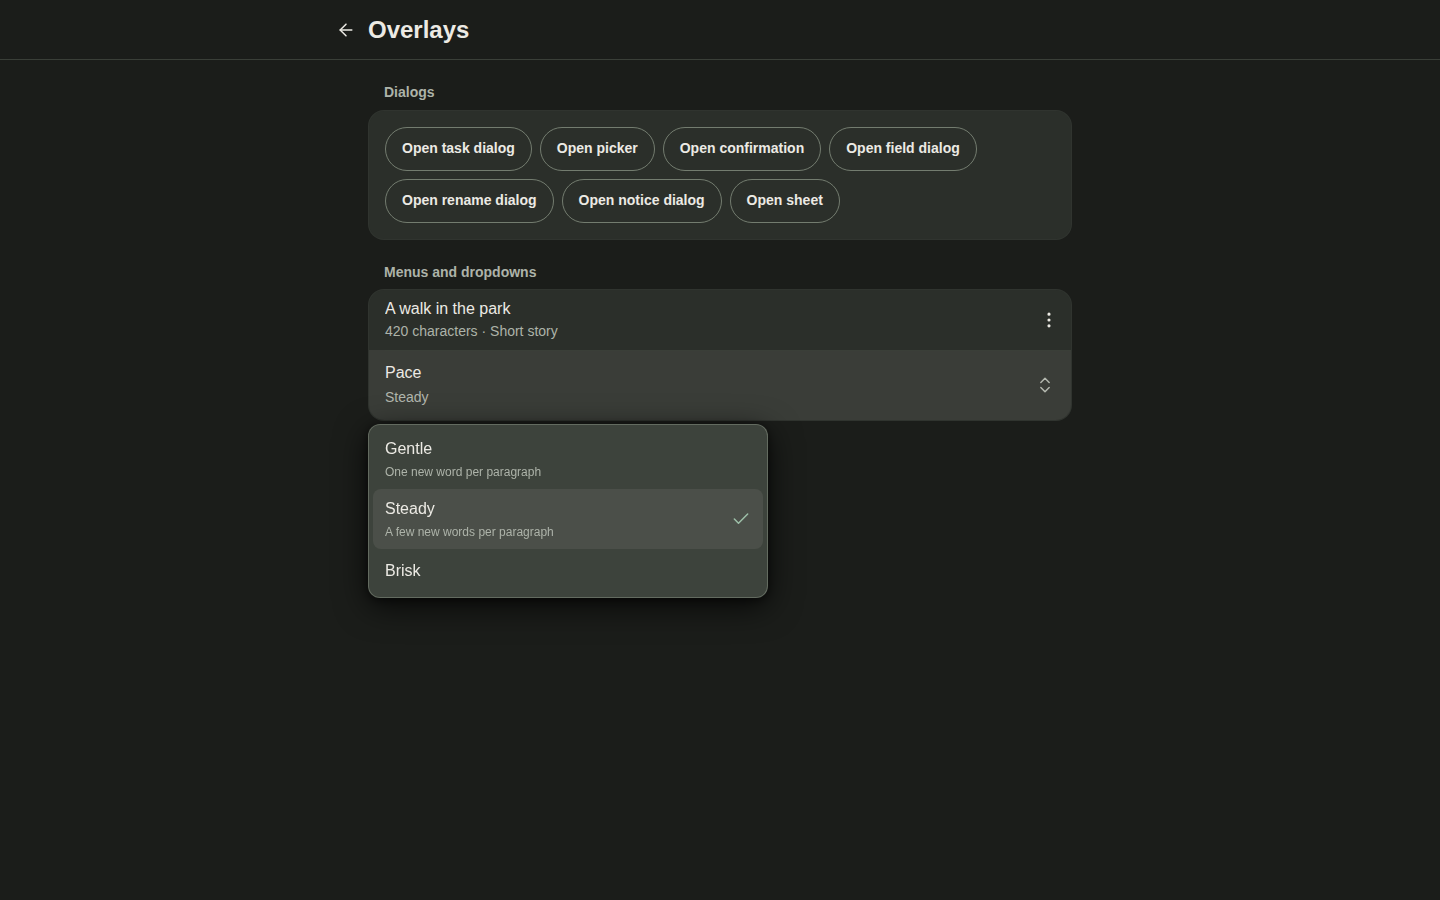 Overlays
Dialogs
Open task dialog
Open picker
Open confirmation
Open field dialog
Open rename dialog
Open notice dialog
Open sheet
Menus and dropdowns
A walk in the park
420 characters · Short story
Pace
Steady
Gentle
One new word per paragraph
Steady
A few new words per paragraph
Brisk